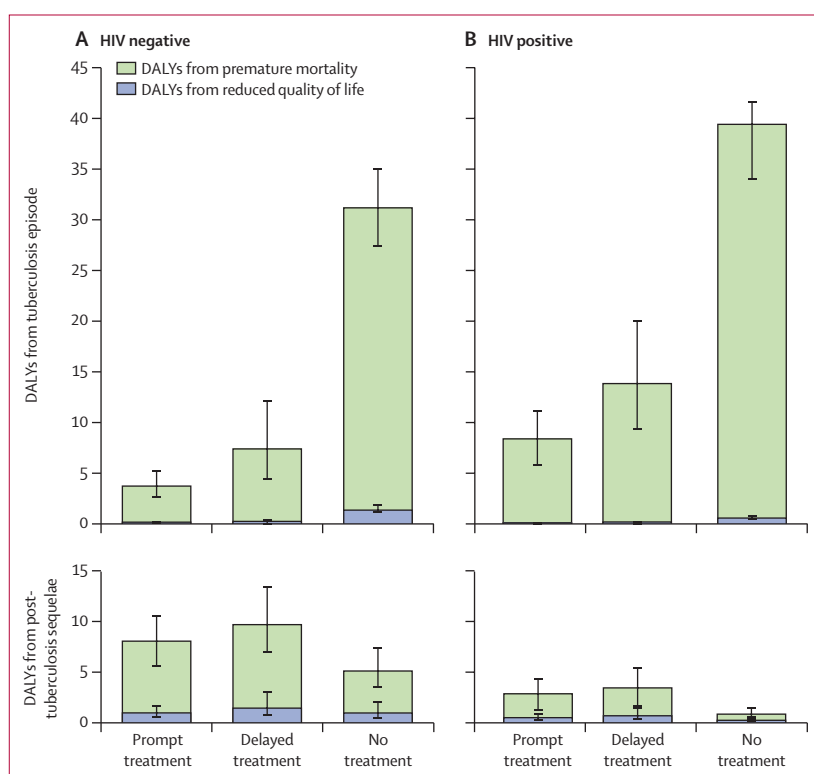 A HIV negative
B HIV positive
DALYs from premature mortality
DALYs from reduced quality of life
DALYs from tuberculosis episode
45
40
35
30
25
20
15
10
5
0
DALYs from post-
tuberculosis sequelae
15
10
5
0
Prompt
treatment
Delayed
treatment
No
treatment
Prompt
treatment
Delayed
treatment
No
treatment